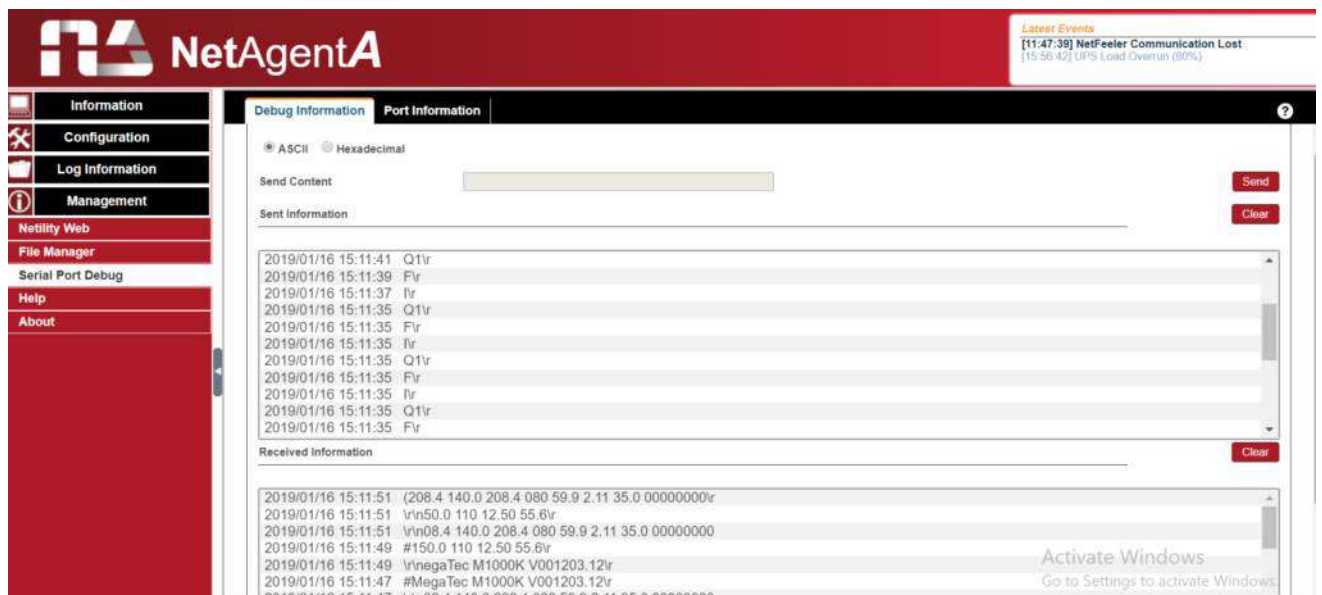 NetAgentA
Latest Events
[11:47:39] NetFeeler Communication Lost
[15:56:42] UPS Load Overrun (80%)
Information
Configuration
Log Information
Management
Netility Web
File Manager
Serial Port Debug
Help
About
Debug Information Port Information
ASCII Hexadecimal
Send Content Send
Sent Information Clear
2019/01/16 15:11:41 Q1\r
2019/01/16 15:11:39 F\r
2019/01/16 15:11:37 I\r
2019/01/16 15:11:35 Q1\r
2019/01/16 15:11:35 F\r
2019/01/16 15:11:35 I\r
2019/01/16 15:11:35 Q1\r
2019/01/16 15:11:35 F\r
2019/01/16 15:11:35 I\r
2019/01/16 15:11:35 Q1\r
2019/01/16 15:11:35 F\r
Received Information Clear
2019/01/16 15:11:51 (208.4 140.0 208.4 080 59.9 2.11 35.0 00000000\r
2019/01/16 15:11:51 \r\n50.0 110 12.50 55.6\r
2019/01/16 15:11:51 \r\n08.4 140.0 208.4 080 59.9 2.11 35.0 00000000
2019/01/16 15:11:49 #150.0 110 12.50 55.6\r
2019/01/16 15:11:49 \r\negaTec M1000K V001203.12\r
2019/01/16 15:11:47 #MegaTec M1000K V001203.12\r
Activate Windows
Go to Settings to activate Windows.